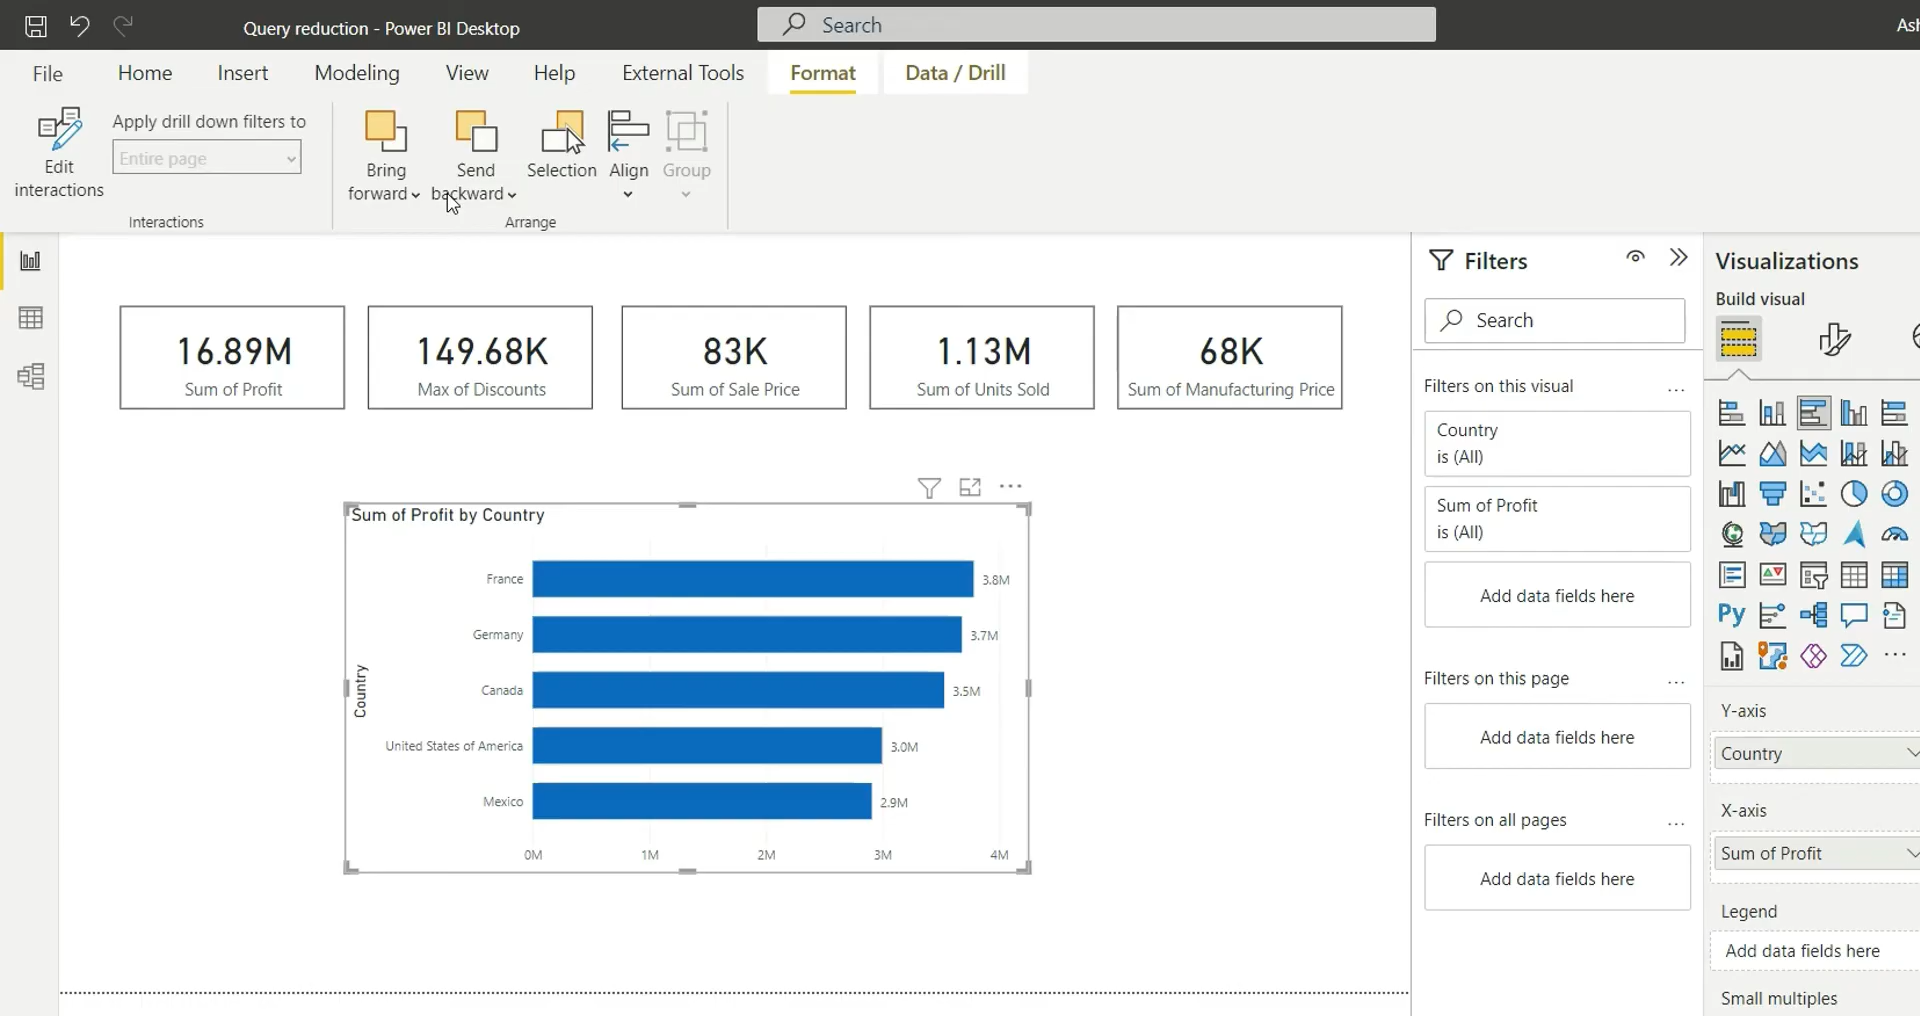 Query reduction - Power BI Desktop
Search
Ash
File
Home
Insert
Modeling
View
Help
External Tools
Format
Data / Drill
Edit
interactions
Apply drill down filters to
Entire page
Interactions
Bring
forward
Send
backward
Selection
Align
Group
Arrange
16.89M
Sum of Profit
149.68K
Max of Discounts
83K
Sum of Sale Price
1.13M
Sum of Units Sold
68K
Sum of Manufacturing Price
Sum of Profit by Country
Country
France
3.8M
Germany
3.7M
Canada
3.5M
United States of America
3.0M
Mexico
2.9M
0M
1M
2M
3M
4M
Filters
Search
Filters on this visual
...
Country
is (All)
Sum of Profit
is (All)
Add data fields here
Filters on this page
...
Add data fields here
Filters on all pages
...
Add data fields here
Visualizations
Build visual
Py
...
Y-axis
Country
X-axis
Sum of Profit
Legend
Add data fields here
Small multiples